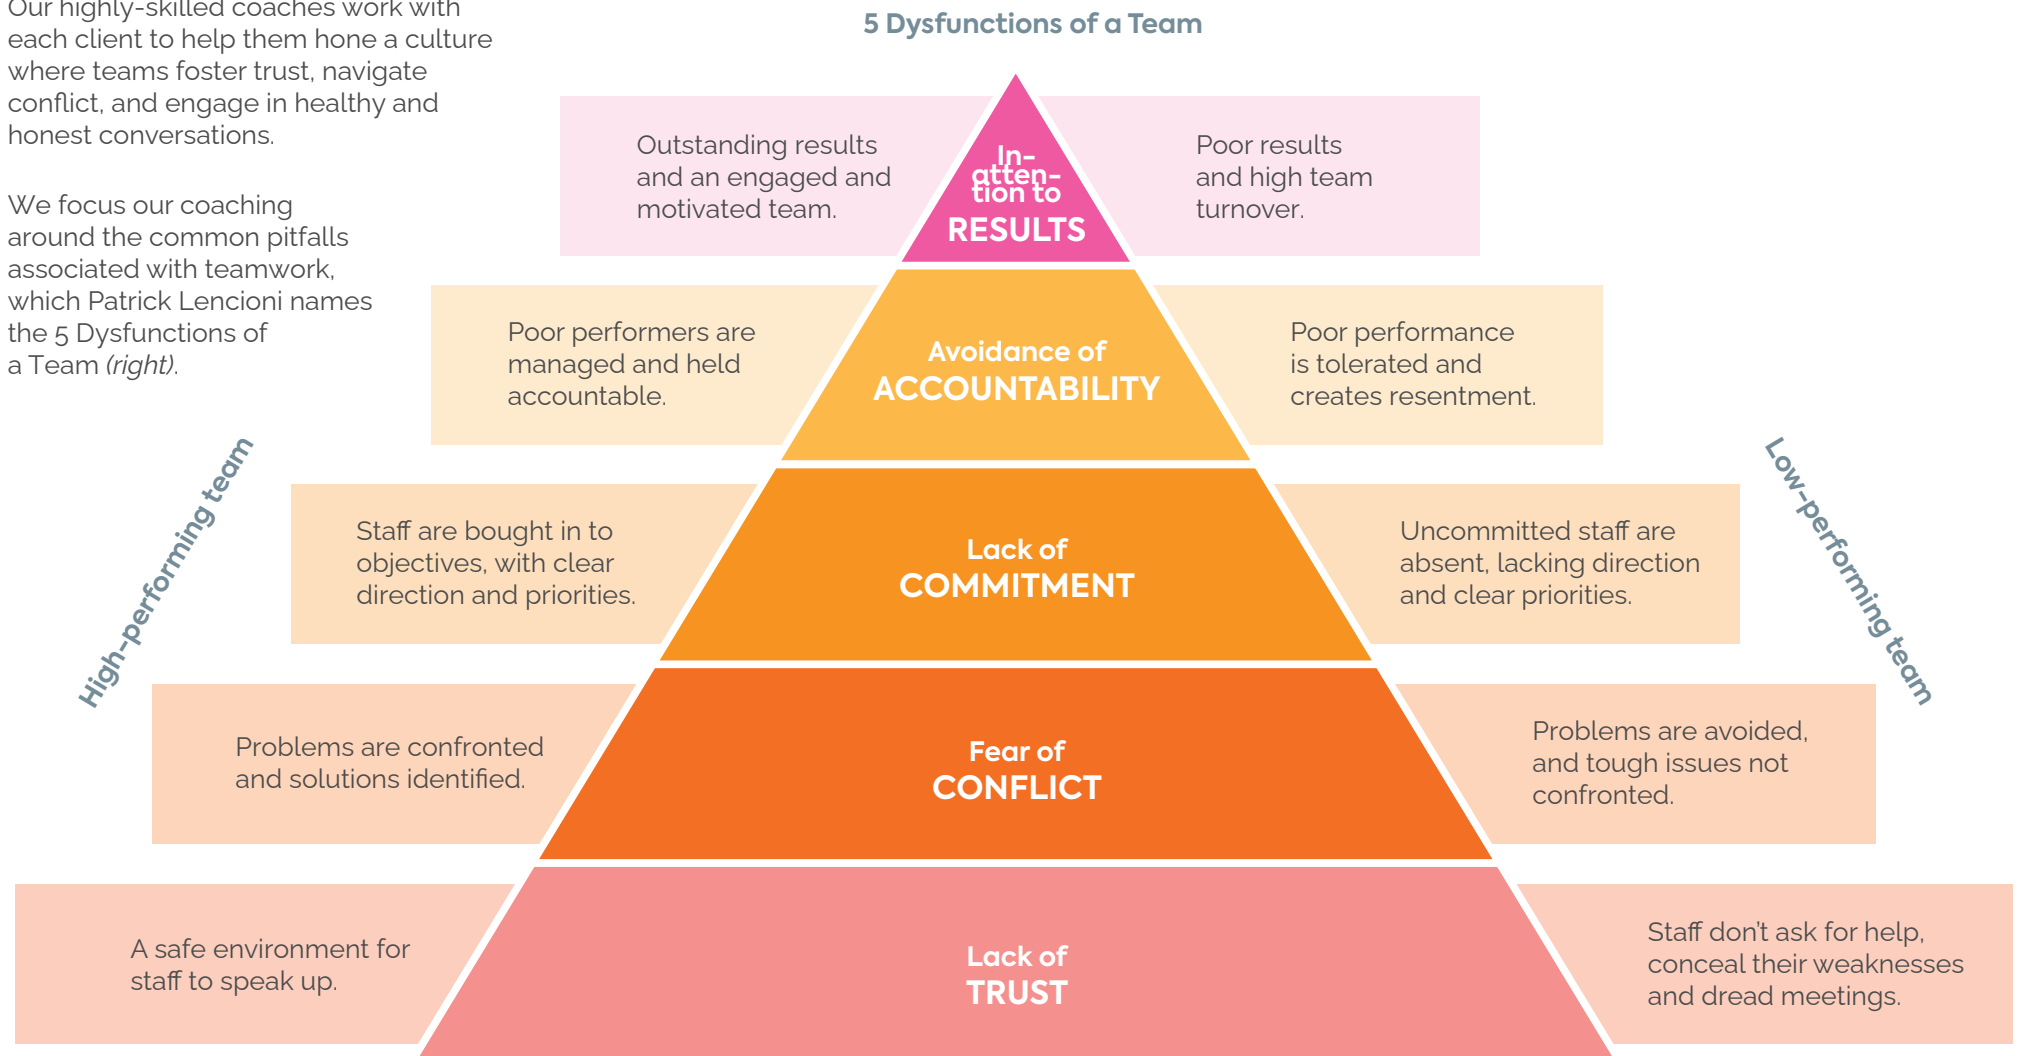 Our highly-skilled coaches work with
each client to help them hone a culture
where teams foster trust, navigate
conflict, and engage in healthy and
honest conversations.
We focus our coaching
around the common pitfalls
associated with teamwork,
which Patrick Lencioni names
the 5 Dysfunctions of
a Team (right).
5 Dysfunctions of a Team
High-performing team
Low-performing team
Outstanding results
and an engaged and
motivated team.
In-
atten-
tion to
RESULTS
Poor results
and high team
turnover.
Poor performers are
managed and held
accountable.
Avoidance of
ACCOUNTABILITY
Poor performance
is tolerated and
creates resentment.
Staff are bought in to
objectives, with clear
direction and priorities.
Lack of
COMMITMENT
Uncommitted staff are
absent, lacking direction
and clear priorities.
Problems are confronted
and solutions identified.
Fear of
CONFLICT
Problems are avoided,
and tough issues not
confronted.
A safe environment for
staff to speak up.
Lack of
TRUST
Staff don't ask for help,
conceal their weaknesses
and dread meetings.